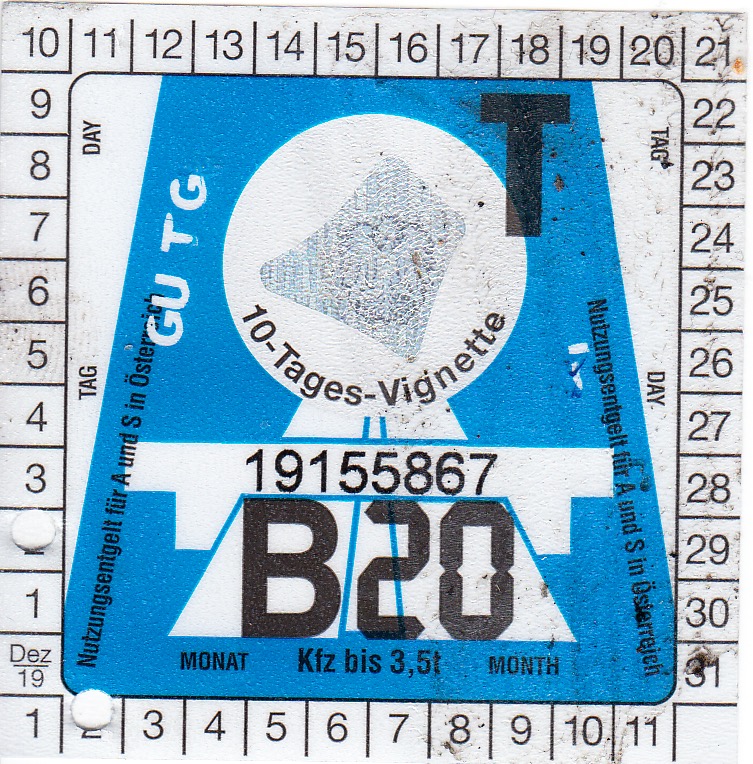 10 11 12 13 14 15 16 17 18 19 20 21
9
8
7
6
5
4
3
1
Dez
19
22
23
24
25
26
27
28
29
30
31
DAY
TAG
TAG
DAY
T
GU TG
10-Tages-Vignette
Nutzungsentgelt für A und S in Österreich
Nutzungsentgelt für A und S in Österreich
19155867
B20
MONAT Kfz bis 3,5t MONTH
1 3 4 5 6 7 8 9 10 11